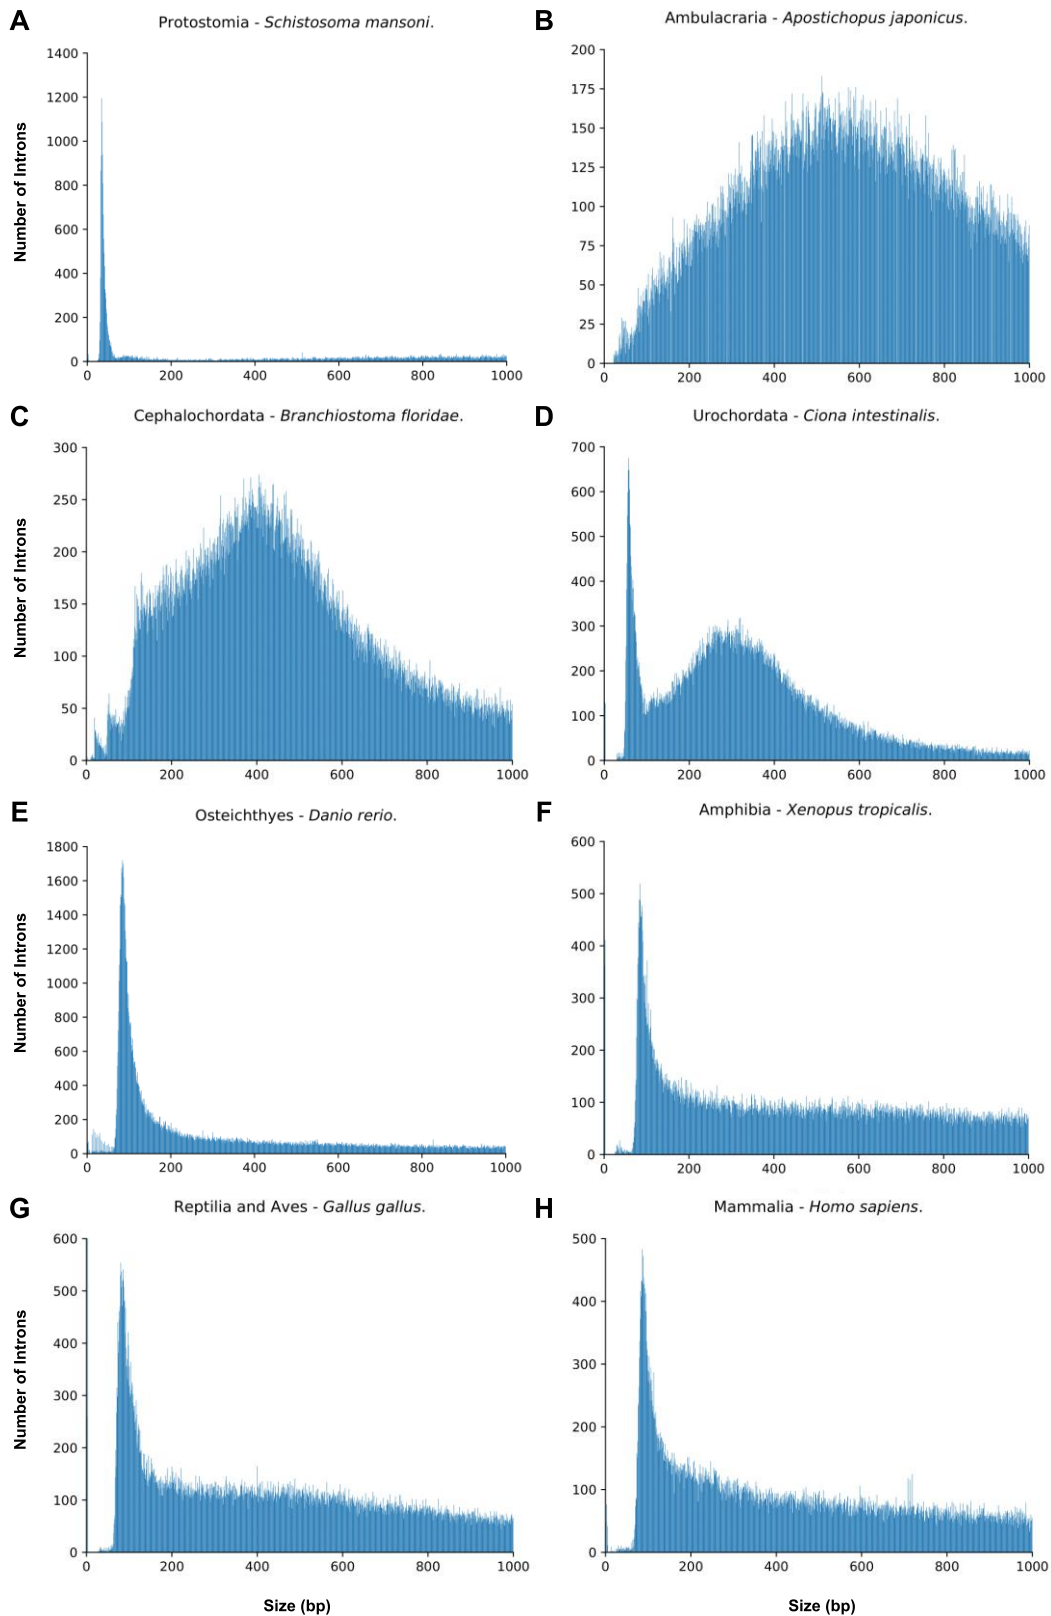 A
Protostomia - Schistosoma mansoni.
Number of Introns
1400
1200
1000
800
600
400
200
0
0 200 400 600 800 1000
B
Ambulacraria - Apostichopus japonicus.
200
175
150
125
100
75
50
25
0
0 200 400 600 800 1000
C
Cephalochordata - Branchiostoma floridae.
Number of Introns
300
250
200
150
100
50
0
0 200 400 600 800 1000
D
Urochordata - Ciona intestinalis.
700
600
500
400
300
200
100
0
0 200 400 600 800 1000
E
Osteichthyes - Danio rerio.
Number of Introns
1800
1600
1400
1200
1000
800
600
400
200
0
0 200 400 600 800 1000
F
Amphibia - Xenopus tropicalis.
600
500
400
300
200
100
0
0 200 400 600 800 1000
G
Reptilia and Aves - Gallus gallus.
Number of Introns
600
500
400
300
200
100
0
0 200 400 600 800 1000
Size (bp)
H
Mammalia - Homo sapiens.
500
400
300
200
100
0
0 200 400 600 800 1000
Size (bp)